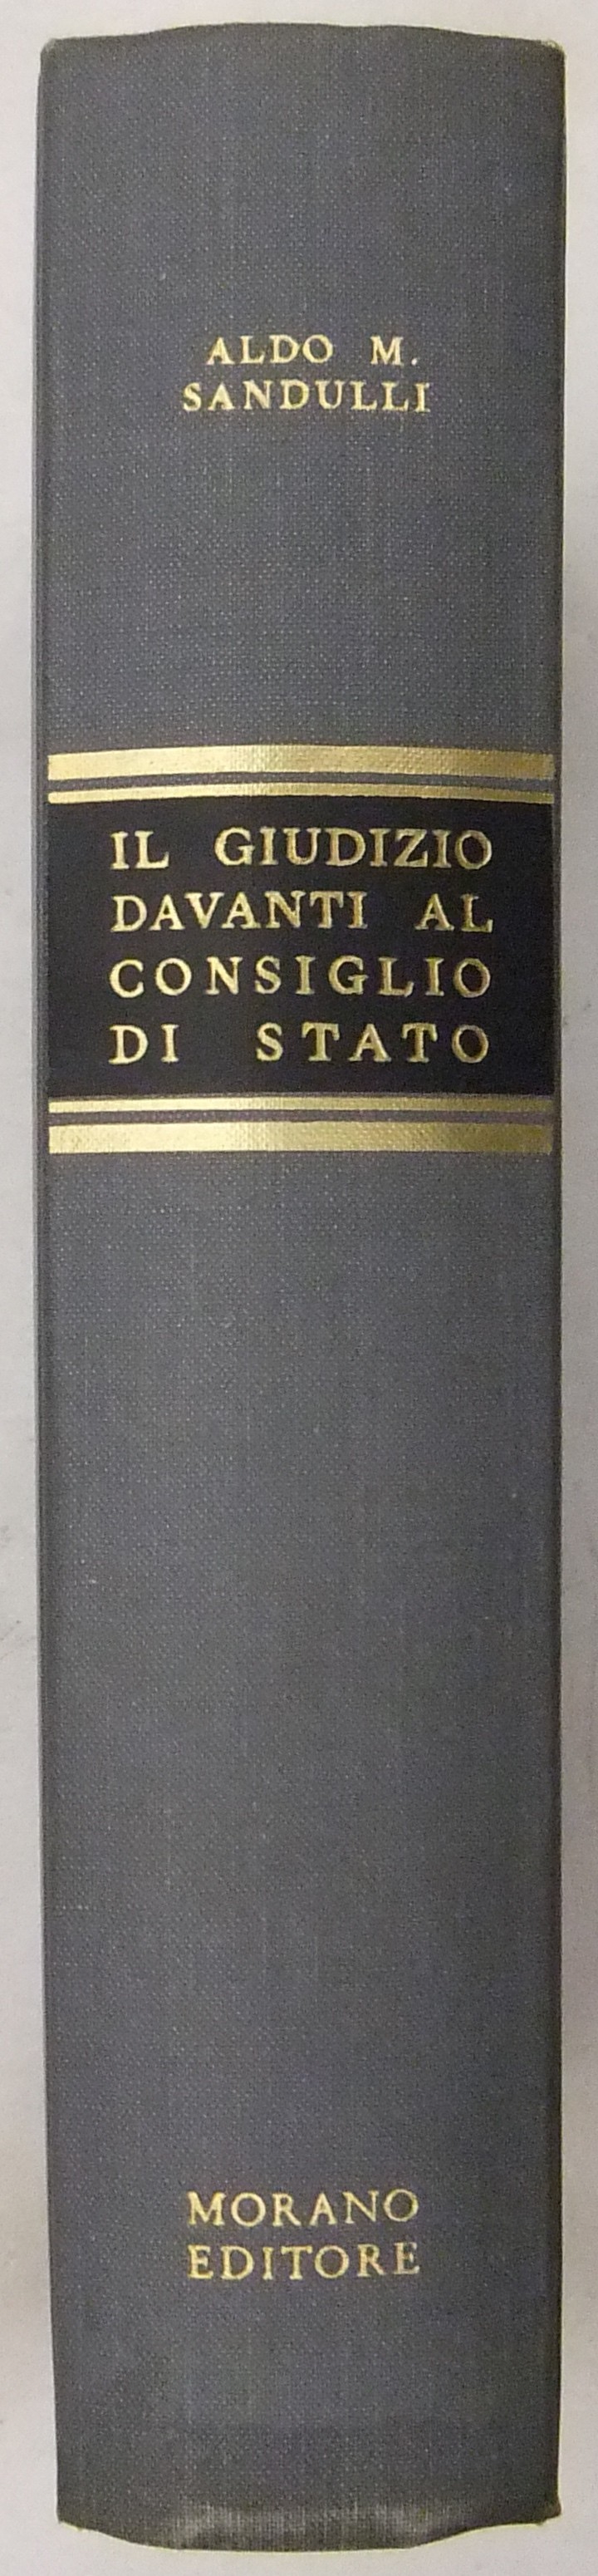 ALDO M.
SANDULLI
IL GIUDIZIO
DAVANTI AL
CONSIGLIO
DI STATO
MORANO
EDITORE